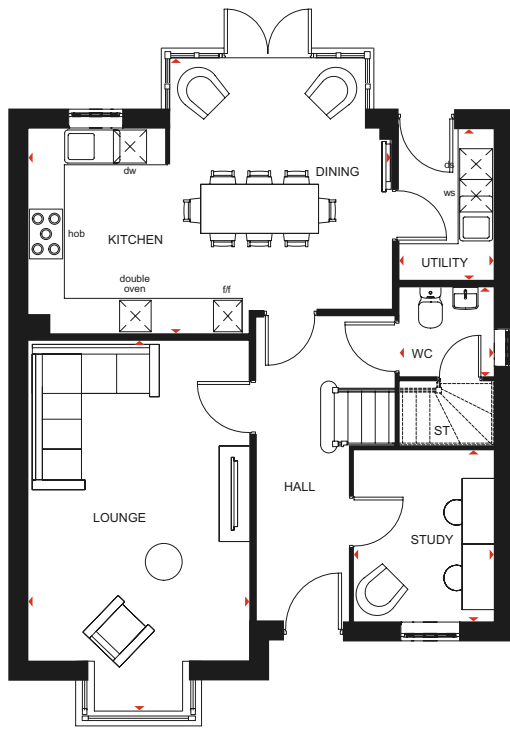 dw
DINING
ds
ws
hob
KITCHEN
UTILITY
double
oven
f/f
WC
ST
HALL
LOUNGE
STUDY